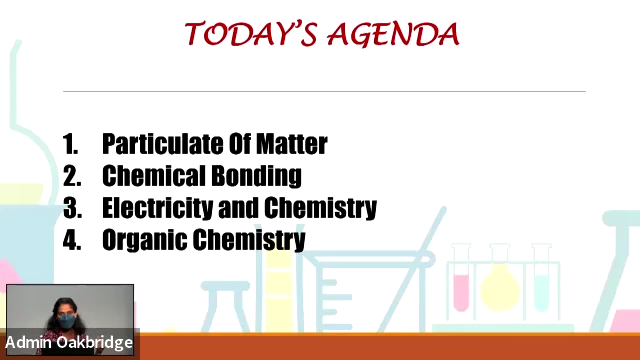 TODAY'S AGENDA
1. Particulate Of Matter
2. Chemical Bonding
3. Electricity and Chemistry
4. Organic Chemistry
Admin Oakbridge